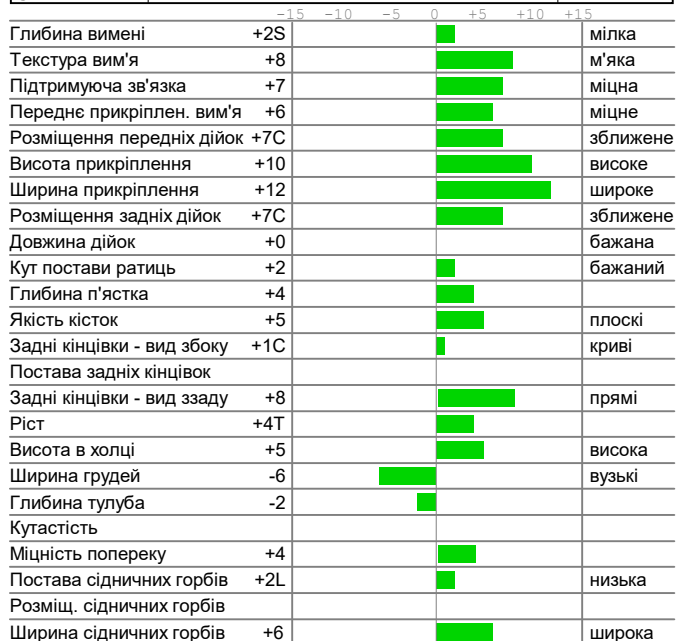 -15 -10 -5 0 +5 +10 +15
Глибина вимені +2S мілка
Текстура вим'я +8 м'яка
Підтримуюча зв'язка +7 міцна
Переднє прикріплен. вим'я +6 міцне
Розміщення передніх дійок +7C зближене
Висота прикріплення +10 високе
Ширина прикріплення +12 широке
Розміщення задніх дійок +7C зближене
Довжина дійок +0 бажана
Кут постави ратиць +2 бажаний
Глибина п'ястка +4
Якість кісток +5 плоскі
Задні кінцівки - вид збоку +1C криві
Постава задніх кінцівок
Задні кінцівки - вид ззаду +8 прямі
Ріст +4T
Висота в холці +5 висока
Ширина грудей -6 вузькі
Глибина тулуба -2
Кутастість
Міцність попереку +4
Постава сідничних горбів +2L низька
Розміщ. сідничних горбів
Ширина сідничних горбів +6 широка